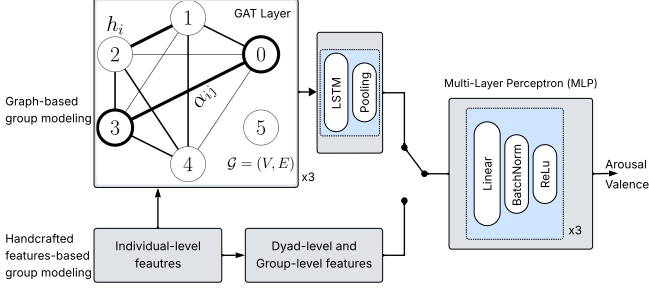 GAT Layer
h_i
1
2
0
α_ij
3
5
4
𝒢 = (V, E)
x3
Graph-based
group modeling
LSTM
Pooling
Multi-Layer Perceptron (MLP)
Linear
BatchNorm
ReLu
x3
Arousal
Valence
Handcrafted
features-based
group modeling
Individual-level
feautres
Dyad-level and
Group-level features